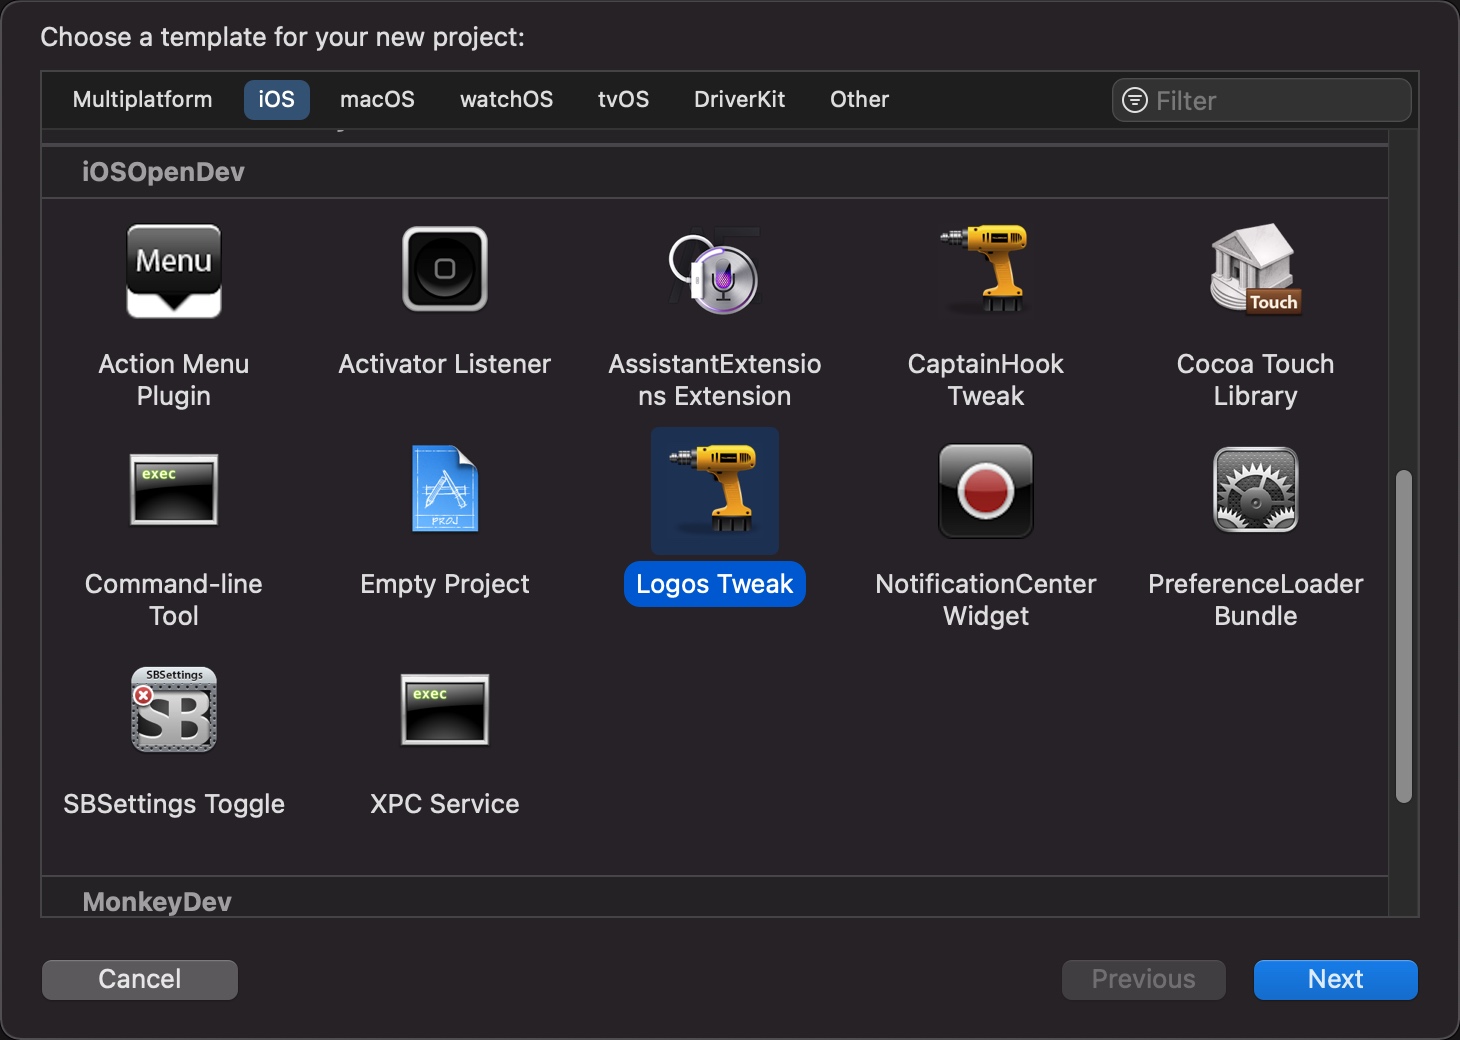 Choose a template for your new project:
Multiplatform iOS macOS watchOS tvOS DriverKit Other Filter
iOSOpenDev
Menu
Touch
Action Menu Plugin
Activator Listener
AssistantExtensio
ns Extension
CaptainHook
Tweak
Cocoa Touch
Library
exec
PROJ
Command-line
Tool
Empty Project
Logos Tweak
NotificationCenter
Widget
PreferenceLoader
Bundle
SBSettings
SB
exec
SBSettings Toggle
XPC Service
MonkeyDev
Cancel Previous Next